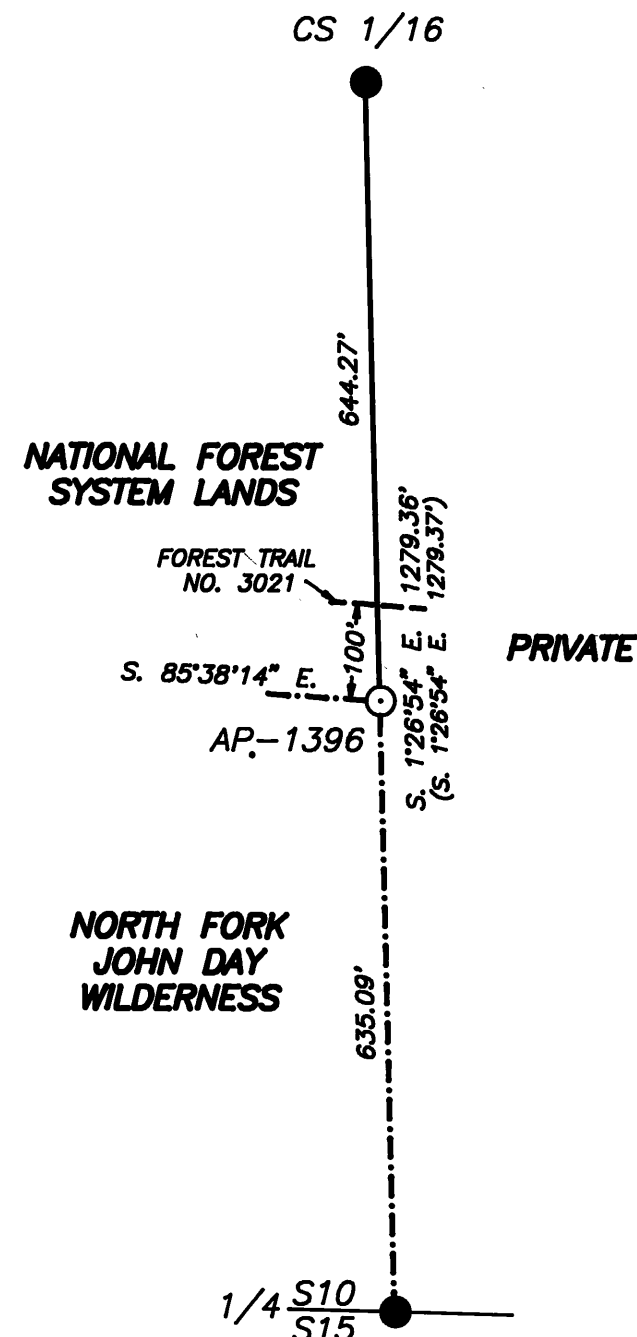 CS 1/16
644.27'
NATIONAL FOREST
SYSTEM LANDS
FOREST TRAIL
NO. 3021
100'
S. 1°26'54" E. 1279.36'
(S. 1°26'54" E. 1279.37')
PRIVATE
S. 85°38'14" E.
AP.-1396
NORTH FORK
JOHN DAY
WILDERNESS
635.09'
1/4 S10
S15